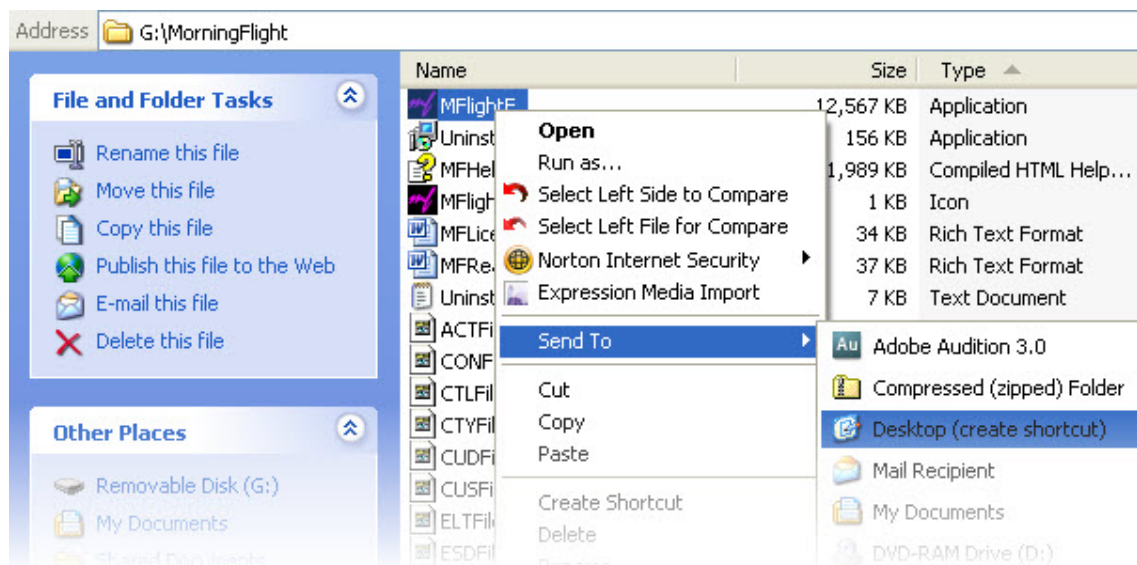 Address G:\MorningFlight
File and Folder Tasks
Rename this file
Move this file
Copy this file
Publish this file to the Web
E-mail this file
Delete this file
Other Places
Removable Disk (G:)
My Documents
Shared Documents
Name Size Type
MFlightF 12,567 KB Application
Uninst 156 KB Application
MFHel 1,989 KB Compiled HTML Help...
MFligh 1 KB Icon
MFLice 34 KB Rich Text Format
MFRea 37 KB Rich Text Format
Uninst 7 KB Text Document
ACTFi
CONF
CTLFil
CTYFil
CUDFi
CUSFi
ELTFil
ESDFil
Open
Run as...
Select Left Side to Compare
Select Left File for Compare
Norton Internet Security
Expression Media Import
Send To
Cut
Copy
Paste
Create Shortcut
Delete
Au Adobe Audition 3.0
Compressed (zipped) Folder
Desktop (create shortcut)
Mail Recipient
My Documents
DVD-RAM Drive (D:)